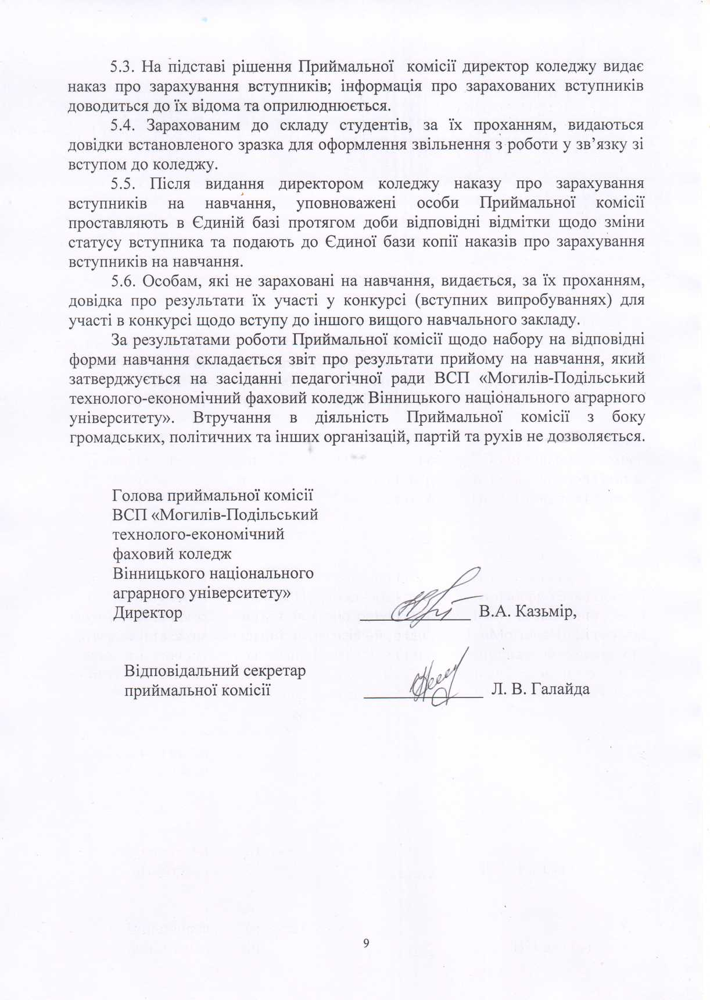 5.3. На підставі рішення Приймальної комісії директор коледжу видає
наказ про зарахування вступників; інформація про зарахованих вступників
доводиться до їх відома та оприлюднюється.
5.4. Зарахованим до складу студентів, за їх проханням, видаються
довідки встановленого зразка для оформлення звільнення з роботи у зв’язку зі
вступом до коледжу.
5.5. Після видання директором коледжу наказу про зарахування
вступників на навчання, уповноважені особи Приймальної комісії
проставляють в Єдиній базі протягом доби відповідні відмітки щодо зміни
статусу вступника та подають до Єдиної бази копії наказів про зарахування
вступників на навчання.
5.6. Особам, які не зараховані на навчання, видається, за їх проханням,
довідка про результати їх участі у конкурсі (вступних випробуваннях) для
участі в конкурсі щодо вступу до іншого вищого навчального закладу.
За результатами роботи Приймальної комісії щодо набору на відповідні
форми навчання складається звіт про результати прийому на навчання, який
затверджується на засіданні педагогічної ради ВСП «Могилів-Подільський
технолого-економічний фаховий коледж Вінницького національного аграрного
університету». Втручання в діяльність Приймальної комісії з боку
громадських, політичних та інших організацій, партій та рухів не дозволяється.
Голова приймальної комісії
ВСП «Могилів-Подільський
технолого-економічний
фаховий коледж
Вінницького національного
аграрного університету»
Директор В.А. Казьмір,
Відповідальний секретар
приймальної комісії Л. В. Галайда
9